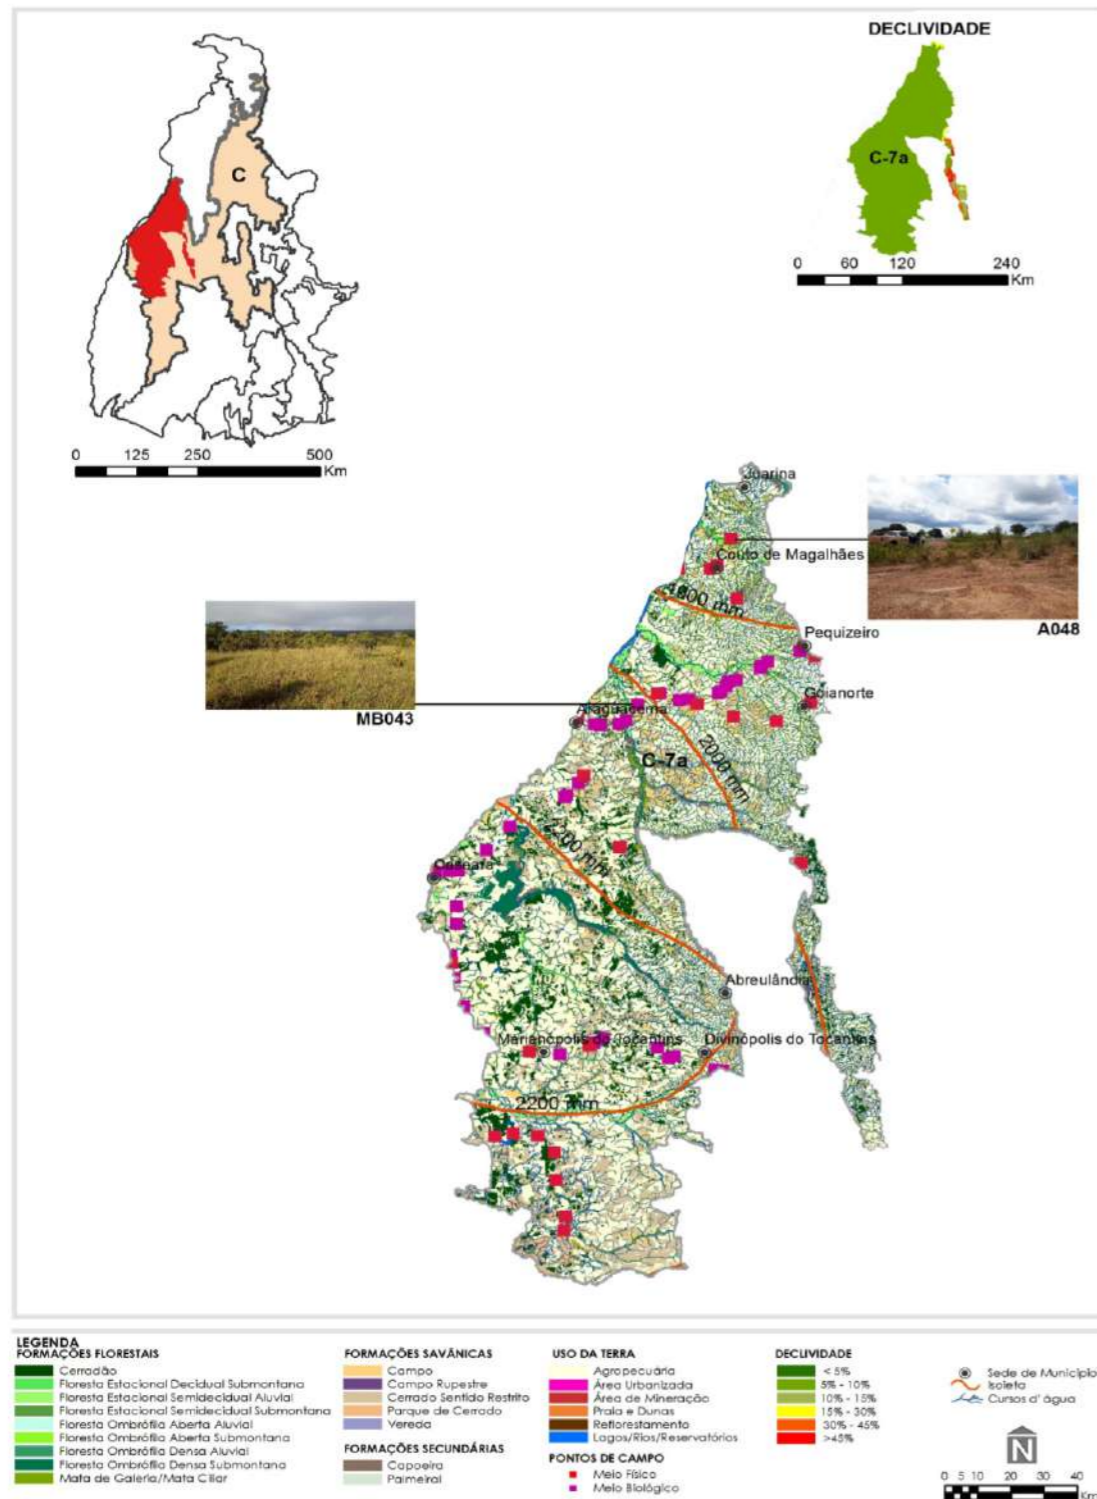 DECLIVIDADE
C
C-7a
0 60 120 240
Km
0 125 250 500
Km
Juarina
Couto de Magalhães
A048
1800 mm
Pequizeiro
Goianorte
MB043
Araguacema
C-7a
2000 mm
2200 mm
Caseara
Abreulândia
Marianópolis do Tocantins
Divinópolis do Tocantins
2200 mm
LEGENDA
FORMAÇÕES FLORESTAIS
Cerradão
Floresta Estacional Decidual Submontana
Floresta Estacional Semidecidual Aluvial
Floresta Estacional Semidecidual Submontana
Floresta Ombrófila Aberta Aluvial
Floresta Ombrófila Aberta Submontana
Floresta Ombrófila Densa Aluvial
Floresta Ombrófila Densa Submontana
Mata de Galeria/Mata Ciliar
FORMAÇÕES SAVÂNICAS
Campo
Campo Rupestre
Cerrado Sentido Restrito
Parque de Cerrado
Vereda
FORMAÇÕES SECUNDÁRIAS
Capoeira
Palmeiral
USO DA TERRA
Agropecuária
Área Urbanizada
Área de Mineração
Praia e Dunas
Reflorestamento
Lagos/Rios/Reservatórios
PONTOS DE CAMPO
Meio Físico
Meio Biológico
DECLIVIDADE
< 5%
5% - 10%
10% - 15%
15% - 30%
30% - 45%
>45%
Sede de Município
Isoieta
Cursos d' água
N
0 5 10 20 30 40
Km